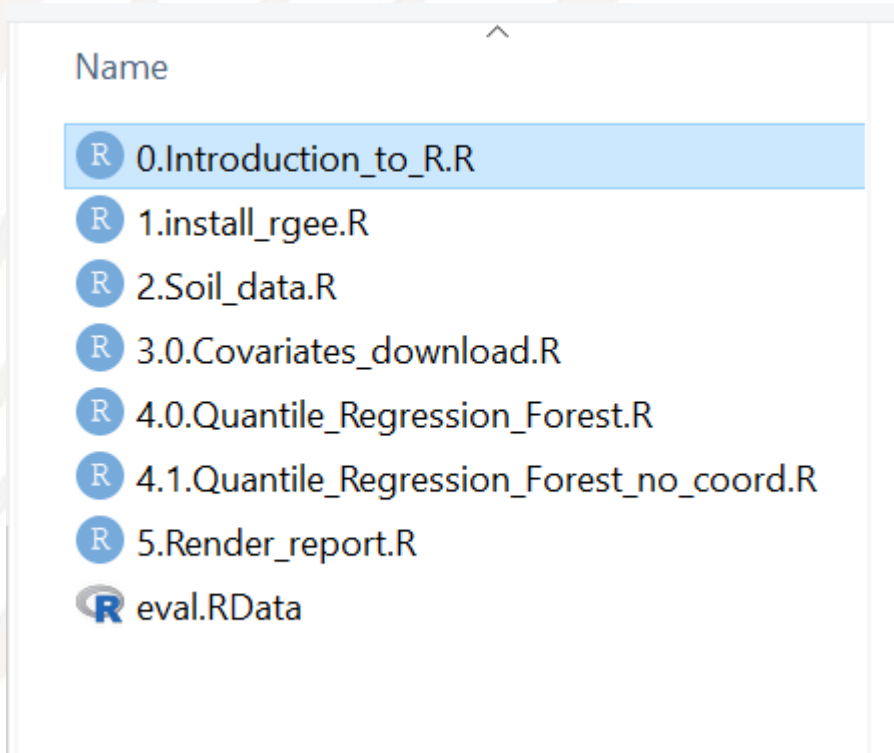 Name
R 0.Introduction_to_R.R
R 1.install_rgee.R
R 2.Soil_data.R
R 3.0.Covariates_download.R
R 4.0.Quantile_Regression_Forest.R
R 4.1.Quantile_Regression_Forest_no_coord.R
R 5.Render_report.R
R eval.RData